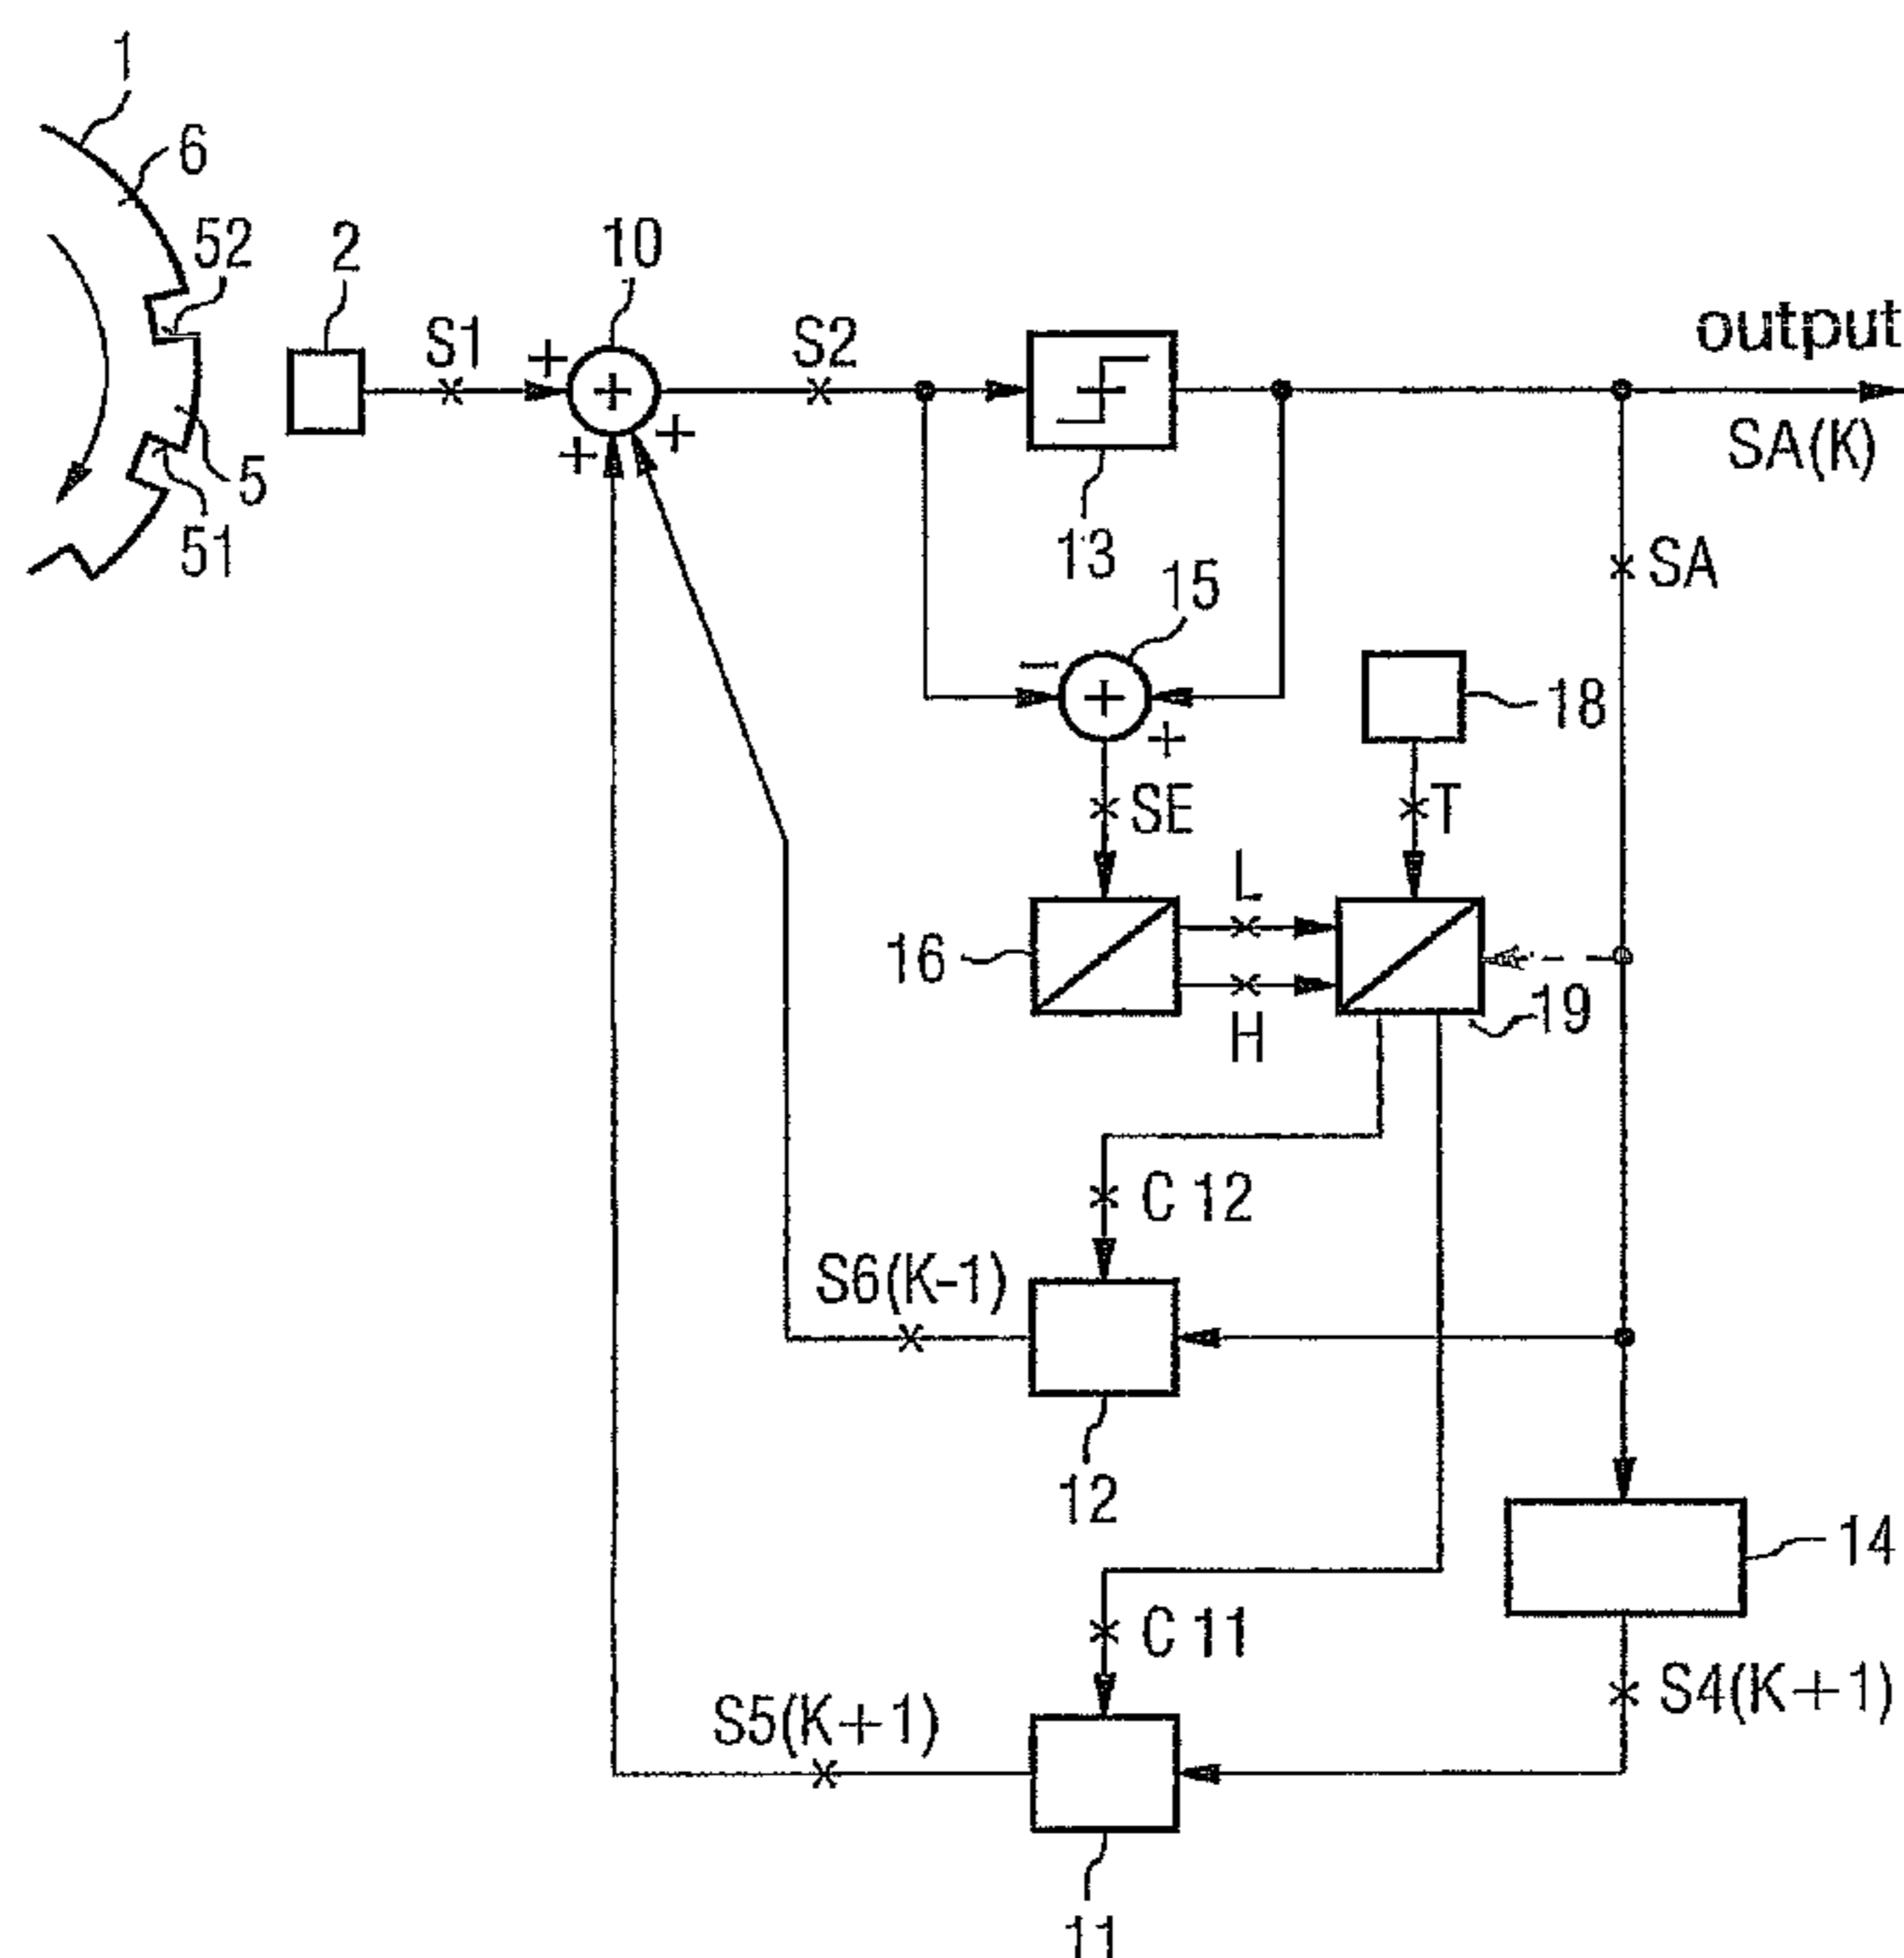 1
6
52
2
10
S1
+
+
S2
output
+
+
SA(K)
5
51
13
SA
15
−
+
18
+
SE
T
L
16
H
19
C 12
S6(K-1)
12
14
C 11
S4(K+1)
S5(K+1)
11